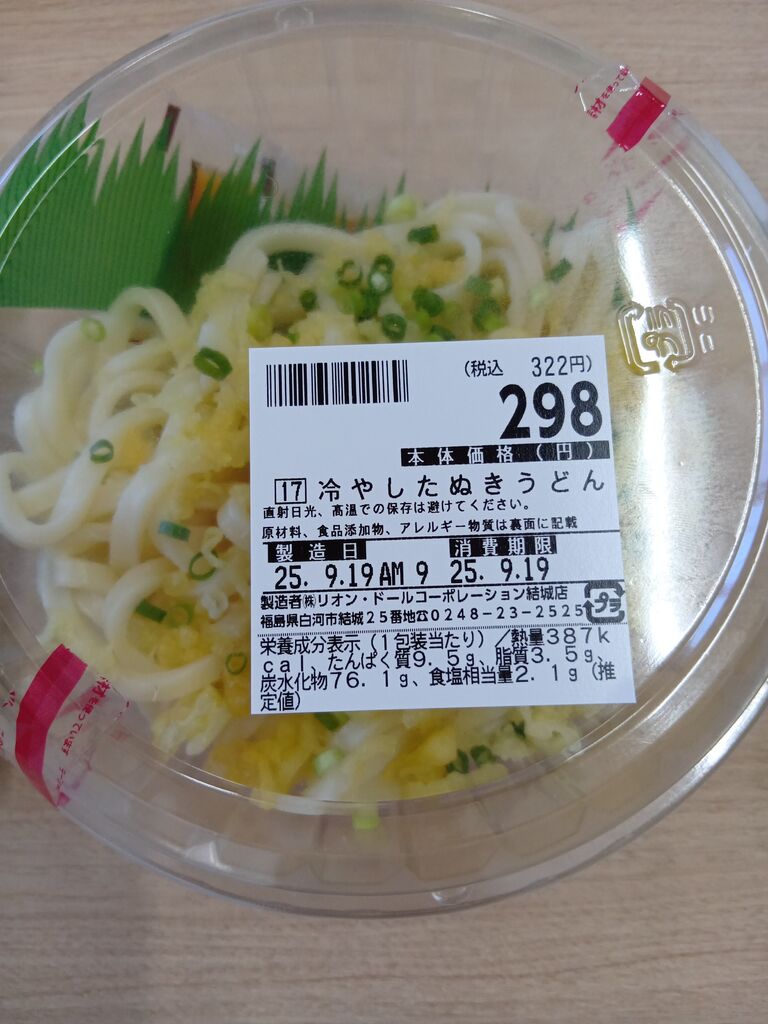 (税込 322円)
298
本体価格(円)
17 冷やしたぬきうどん
直射日光、高温での保存は避けてください。
原材料、食品添加物、アレルギー物質は裏面に記載
製造日 消費期限
25. 9.19 AM 9 25. 9.19
製造者㈱リオン・ドールコーポレーション結城店
福島県白河市結城25番地☎0248-23-2525
プラ
栄養成分表示(1包装当たり)/熱量387k
cal、たんぱく質9.5g、脂質3.5g、
炭水化物76.1g、食塩相当量2.1g(推
定値)